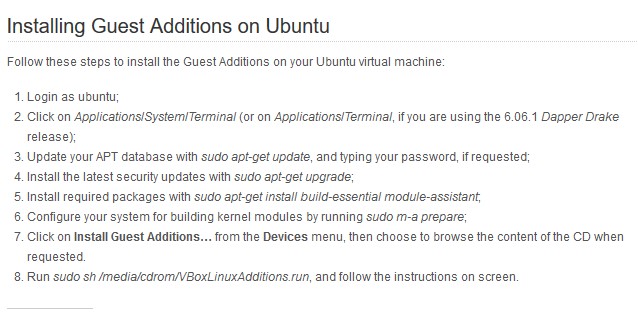 Installing Guest Additions on Ubuntu
Follow these steps to install the Guest Additions on your Ubuntu virtual machine:
1. Login as ubuntu;
2. Click on Applications/System/Terminal (or on Applications/Terminal, if you are using the 6.06.1 Dapper Drake
release);
3. Update your APT database with sudo apt-get update, and typing your password, if requested;
4. Install the latest security updates with sudo apt-get upgrade;
5. Install required packages with sudo apt-get install build-essential module-assistant;
6. Configure your system for building kernel modules by running sudo m-a prepare;
7. Click on Install Guest Additions… from the Devices menu, then choose to browse the content of the CD when
requested.
8. Run sudo sh /media/cdrom/VBoxLinuxAdditions.run, and follow the instructions on screen.